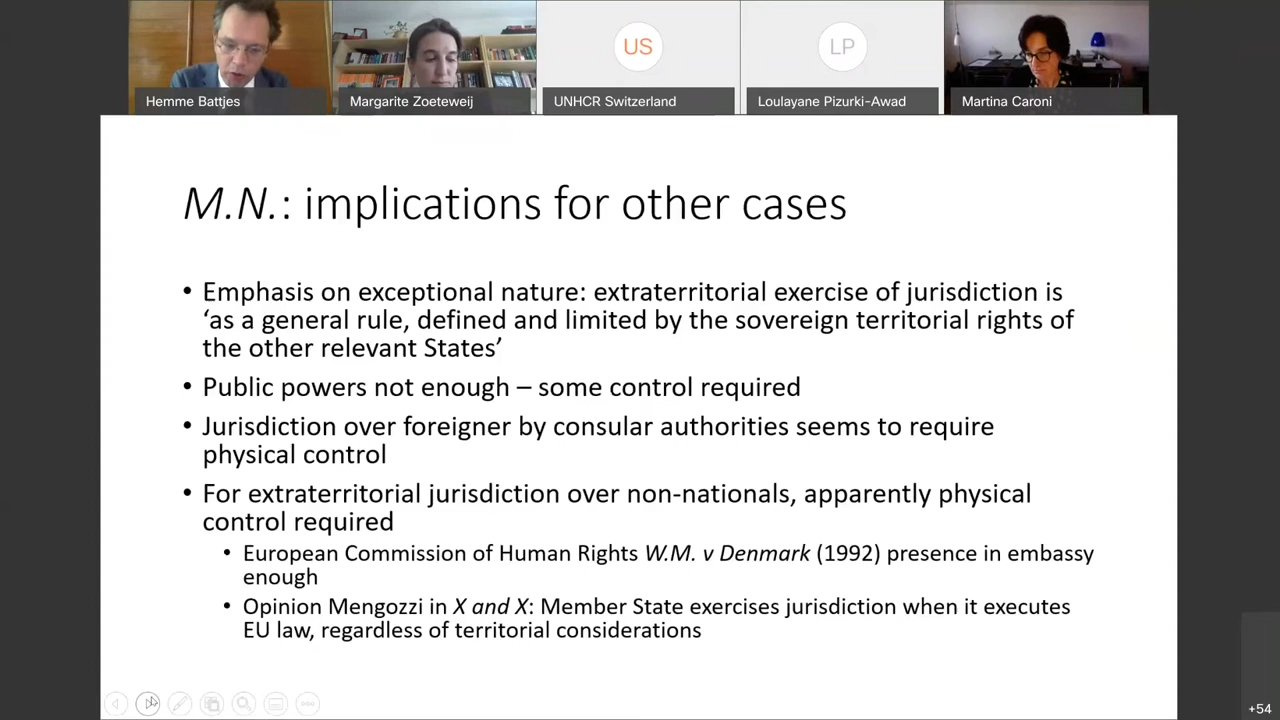 US
LP
Hemme Battjes
Margarite Zoeteweij
UNHCR Switzerland
Loulayane Pizurki-Awad
Martina Caroni
M.N.: implications for other cases
• Emphasis on exceptional nature: extraterritorial exercise of jurisdiction is
‘as a general rule, defined and limited by the sovereign territorial rights of
the other relevant States’
• Public powers not enough – some control required
• Jurisdiction over foreigner by consular authorities seems to require
physical control
• For extraterritorial jurisdiction over non-nationals, apparently physical
control required
• European Commission of Human Rights W.M. v Denmark (1992) presence in embassy
enough
• Opinion Mengozzi in X and X: Member State exercises jurisdiction when it executes
EU law, regardless of territorial considerations
+54